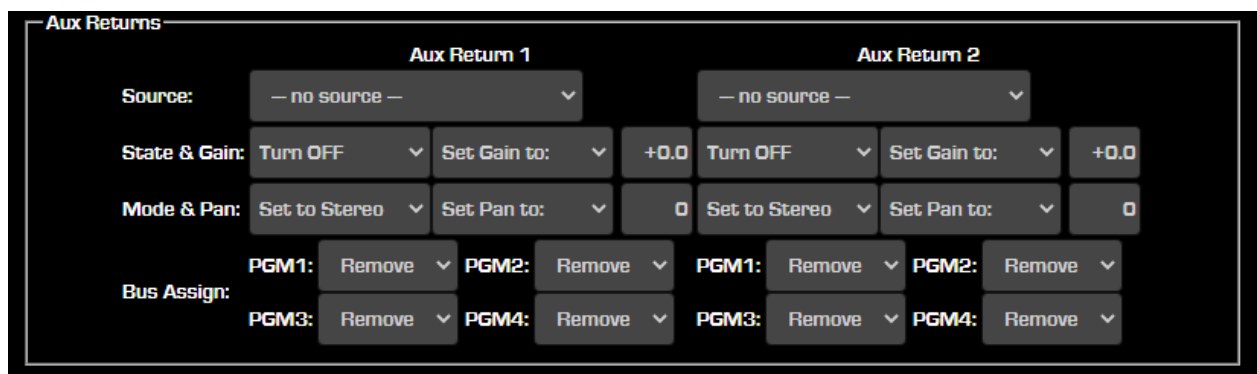 Aux Returns
Aux Return 1 Aux Return 2
Source: — no source — — no source —
State & Gain: Turn OFF Set Gain to: +0.0 Turn OFF Set Gain to: +0.0
Mode & Pan: Set to Stereo Set Pan to: 0 Set to Stereo Set Pan to: 0
PGM1: Remove PGM2: Remove PGM1: Remove PGM2: Remove
Bus Assign:
PGM3: Remove PGM4: Remove PGM3: Remove PGM4: Remove